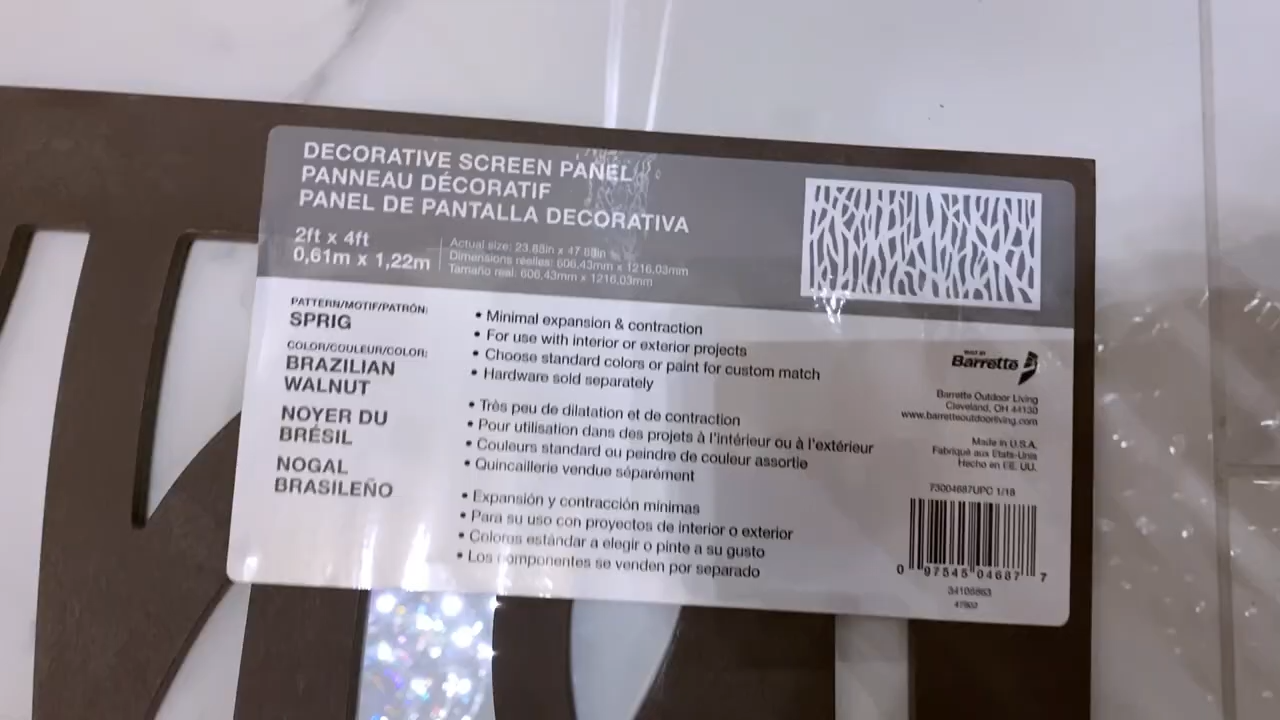 DECORATIVE SCREEN PANEL
PANNEAU DÉCORATIF
PANEL DE PANTALLA DECORATIVA
2ft x 4ft
0,61m x 1,22m
Actual size: 23.88in x 47.88in
Dimensions réelles: 606,43mm x 1216,03mm
Tamaño real: 606,43mm x 1216,03mm
PATTERN/MOTIF/PATRÓN:
SPRIG
COLOR/COULEUR/COLOR:
BRAZILIAN
WALNUT
NOYER DU
BRÉSIL
NOGAL
BRASILEÑO
• Minimal expansion & contraction
• For use with interior or exterior projects
• Choose standard colors or paint for custom match
• Hardware sold separately
• Très peu de dilatation et de contraction
• Pour utilisation dans des projets à l'intérieur ou à l'extérieur
• Couleurs standard ou peindre de couleur assortie
• Quincaillerie vendue séparément
• Expansión y contracción mínimas
• Para su uso con proyectos de interior o exterior
• Colores estándar a elegir o pinte a su gusto
• Los componentes se venden por separado
BUILT BY
Barrette
Barrette Outdoor Living
Cleveland, OH 44130
www.barretteoutdoorliving.com
Made in U.S.A.
Fabriqué aux États-Unis
Hecho en EE. UU.
73004687UPC 1/18
0 97545 04687 7